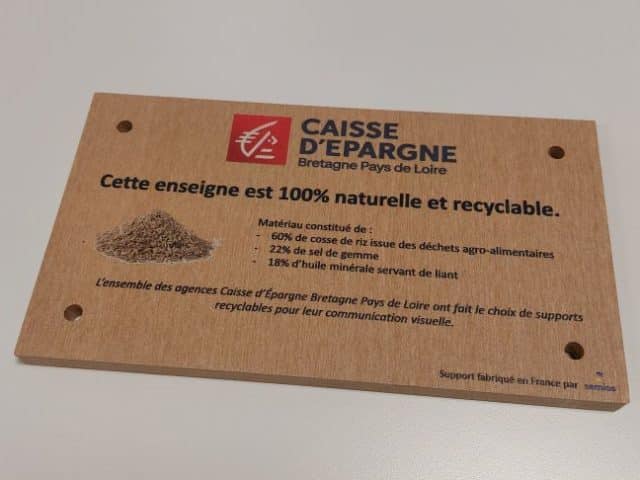 CAISSE
D'EPARGNE
Bretagne Pays de Loire
Cette enseigne est 100% naturelle et recyclable.
Matériau constitué de :
- 60% de cosse de riz issue des déchets agro-alimentaires
- 22% de sel de gemme
- 18% d'huile minérale servant de liant
L'ensemble des agences Caisse d'Épargne Bretagne Pays de Loire ont fait le choix de supports
recyclables pour leur communication visuelle.
Support fabriqué en France par semios